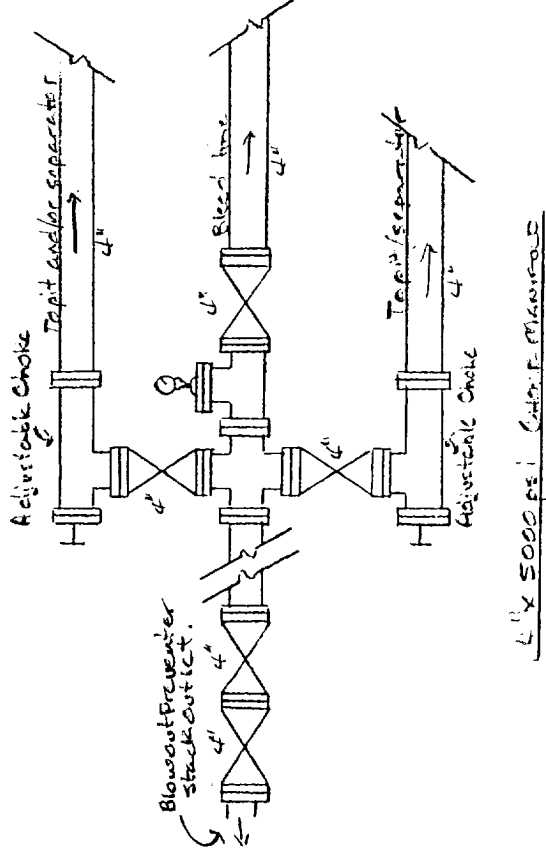 Adjustable Choke
To pit and/or separator
4"
4"
Blowout Preventer
Stack outlet.
4"
4"
4"
Bleed line
4"
4"
Adjustable Choke
To pit/separator
4"
4" x 5000 psi CHOKE MANIFOLD